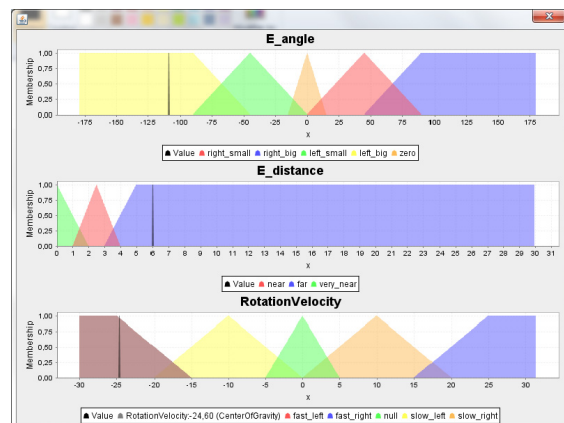 E_angle
Membership
1,00
0,75
0,50
0,25
0,00
-175 -150 -125 -100 -75 -50 -25 0 25 50 75 100 125 150 175
x
Value right_small right_big left_small left_big zero
E_distance
Membership
1,00
0,75
0,50
0,25
0,00
0 1 2 3 4 5 6 7 8 9 10 11 12 13 14 15 16 17 18 19 20 21 22 23 24 25 26 27 28 29 30 31
x
Value near far very_near
RotationVelocity
Membership
1,00
0,75
0,50
0,25
0,00
-30 -25 -20 -15 -10 -5 0 5 10 15 20 25 30
x
Value RotationVelocity:-24,60 (CenterOfGravity) fast_left fast_right null slow_left slow_right